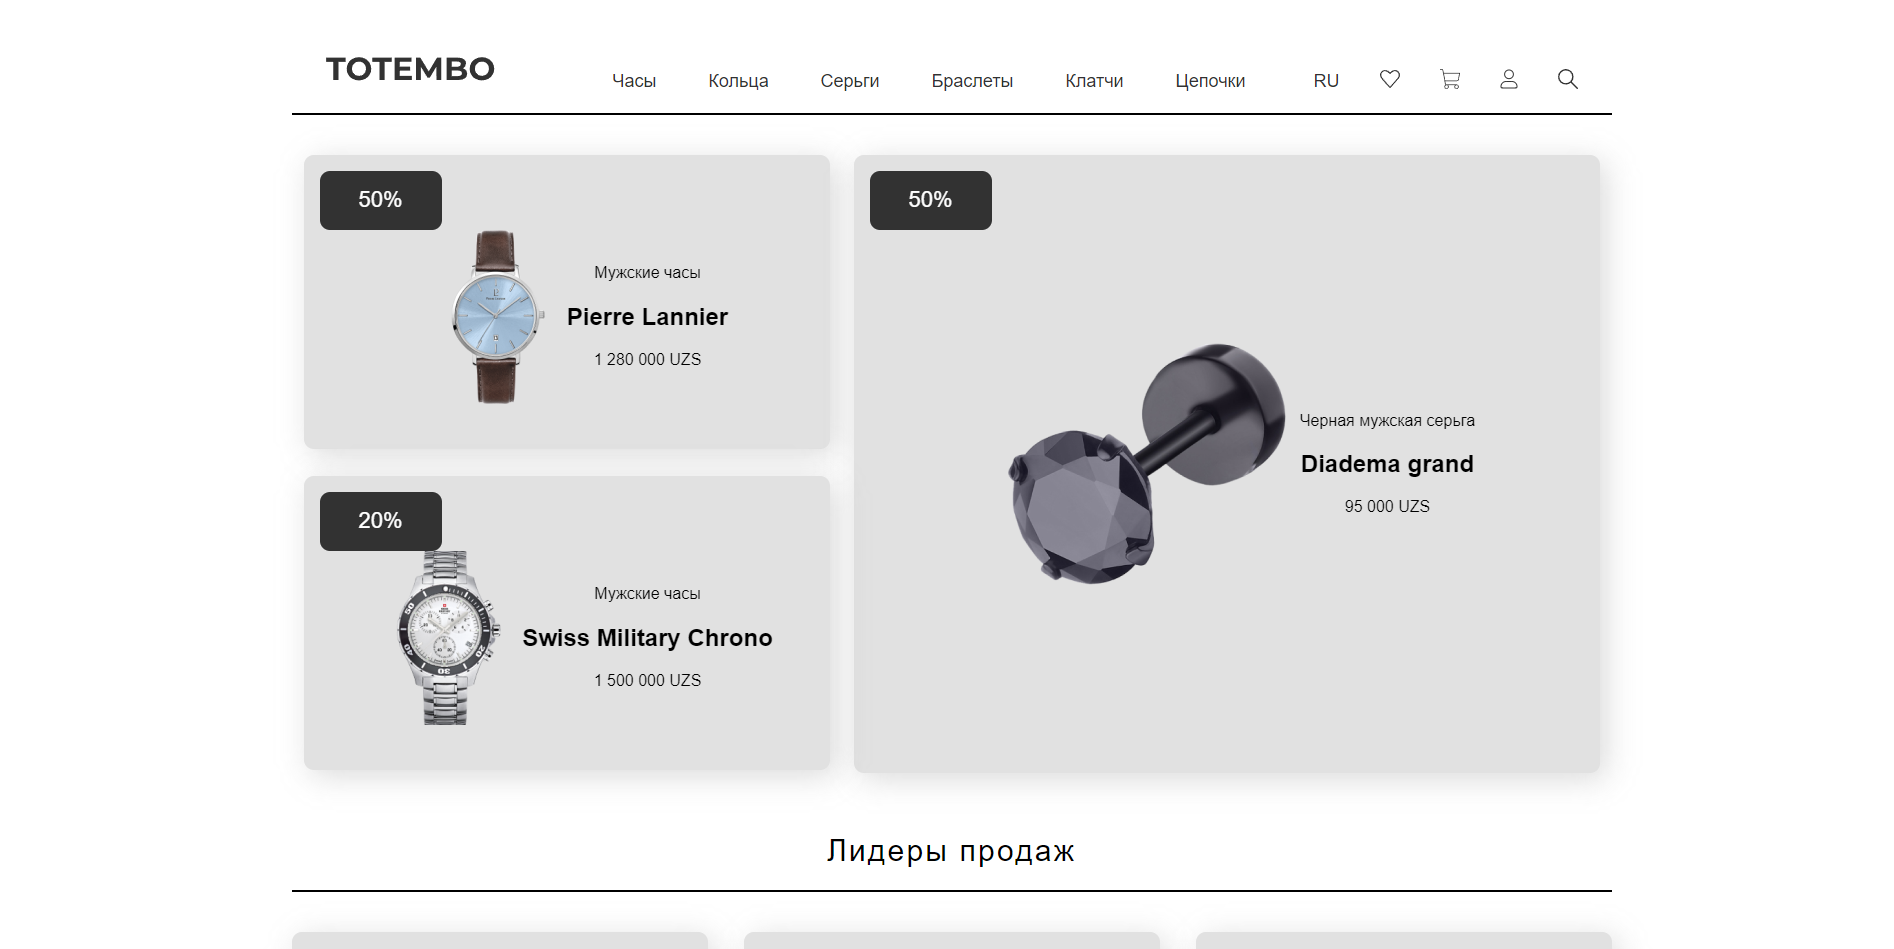 TOTEMBO
Часы Кольца Серьги Браслеты Клатчи Цепочки RU
50%
Мужские часы
Pierre Lannier
1 280 000 UZS
20%
Мужские часы
Swiss Military Chrono
1 500 000 UZS
50%
Черная мужская серьга
Diadema grand
95 000 UZS
Лидеры продаж